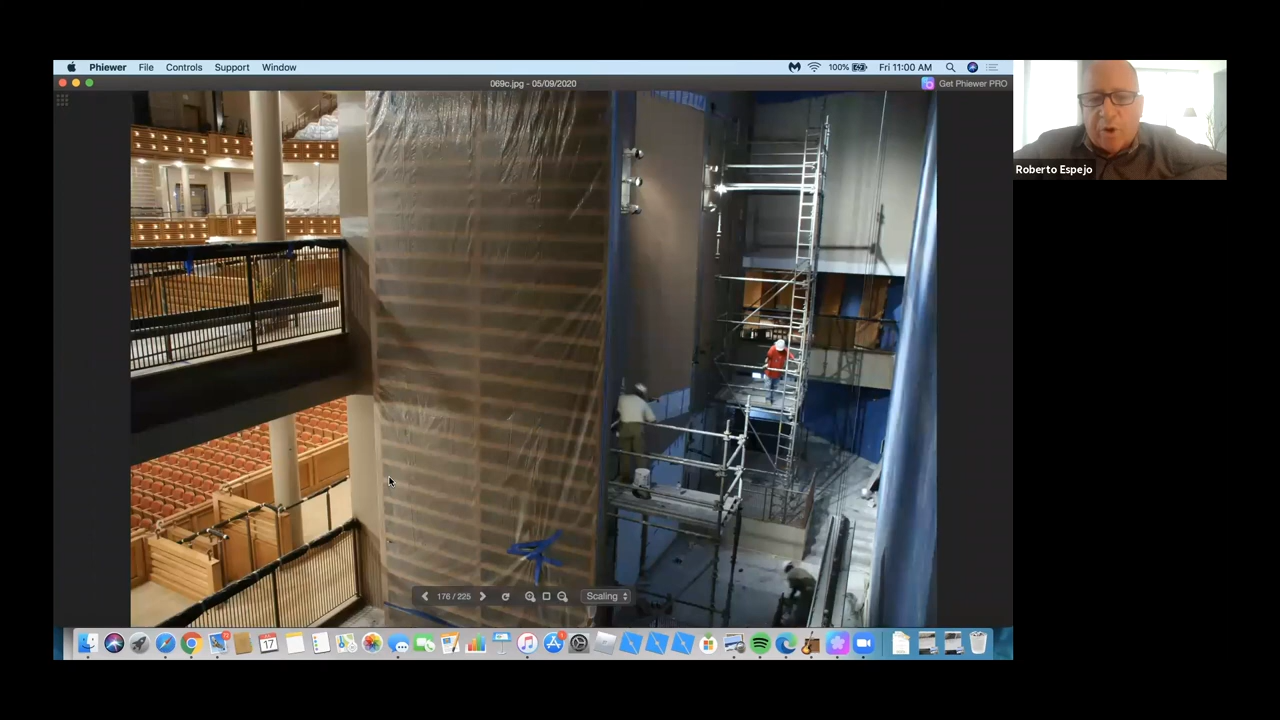 Phiewer File Controls Support Window 100% Fri 11:00 AM
069c.jpg - 05/09/2020 Get Phiewer PRO
Roberto Espejo
176 / 225 Scaling
17